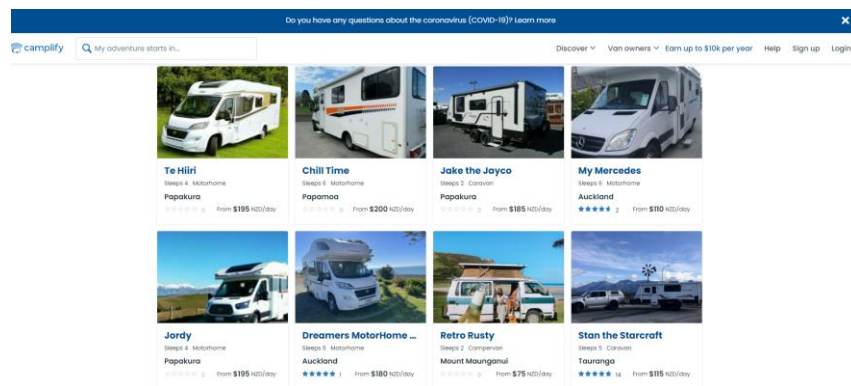 Do you have any questions about the coronavirus (COVID-19)? Learn more
camplify
My adventure starts in...
Discover
Van owners
Earn up to $10k per year
Help
Sign up
Login
Te Hiiri
Chill Time
Jake the Jayco
My Mercedes
Sleeps 4 Motorhome
Sleeps 6 Motorhome
Sleeps 2 Caravan
Sleeps 6 Motorhome
Papakura
Papamoa
Papakura
Auckland
0 From $195 NZD/day
0 From $200 NZD/day
0 From $185 NZD/day
2 From $110 NZD/day
Jordy
Dreamers MotorHome ...
Retro Rusty
Stan the Starcraft
Sleeps 4 Motorhome
Sleeps 5 Motorhome
Sleeps 2 Campervan
Sleeps 5 Caravan
Papakura
Auckland
Mount Maunganui
Tauranga
0 From $195 NZD/day
1 From $180 NZD/day
0 From $75 NZD/day
14 From $115 NZD/day